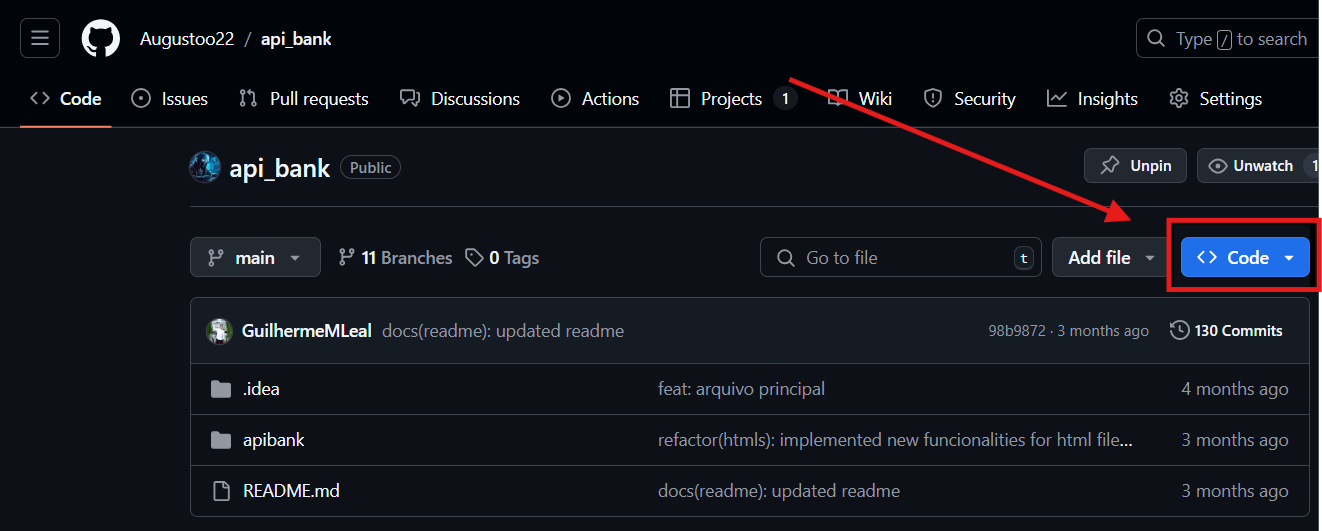 Augustoo22 / api_bank Type / to search
Code Issues Pull requests Discussions Actions Projects 1 Wiki Security Insights Settings
api_bank Public Unpin Unwatch 1
main 11 Branches 0 Tags Go to file t Add file Code
GuilhermeMLeal docs(readme): updated readme 98b9872 · 3 months ago 130 Commits
.idea feat: arquivo principal 4 months ago
apibank refactor(htmls): implemented new funcionalities for html file... 3 months ago
README.md docs(readme): updated readme 3 months ago